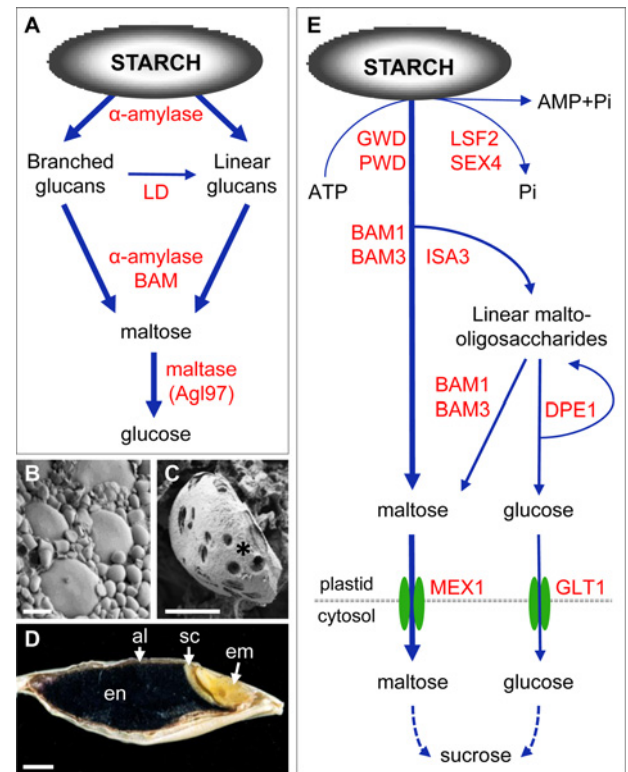 A
STARCH
α-amylase
Branched
glucans
LD
Linear
glucans
α-amylase
BAM
maltose
maltase
(Agl97)
glucose
B
C
*
D
al
sc
em
en
E
STARCH
AMP+Pi
GWD
PWD
LSF2
SEX4
ATP
Pi
BAM1
BAM3
ISA3
Linear malto-
oligosaccharides
BAM1
BAM3
DPE1
maltose
glucose
plastid
cytosol
MEX1
GLT1
maltose
glucose
sucrose